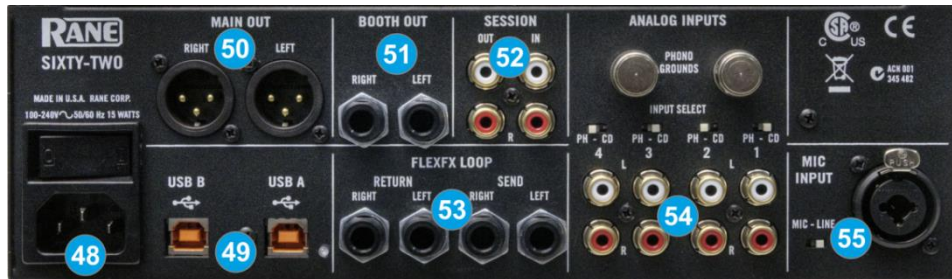 RANE
SIXTY-TWO
MADE IN U.S.A. RANE CORP.
100-240V 50/60 Hz 15 WATTS
48
MAIN OUT
50
RIGHT
LEFT
BOOTH OUT
51
RIGHT
LEFT
SESSION
OUT
IN
52
L
R
ANALOG INPUTS
PHONO
GROUNDS
INPUT SELECT
PH - CD
PH - CD
PH - CD
PH - CD
4
3
2
1
L
L
54
R
R
C
US
®
CE
ACN 001
345 482
USB B
USB A
49
FLEXFX LOOP
RETURN
SEND
RIGHT
LEFT
53
RIGHT
LEFT
MIC
INPUT
PUSH
MIC - LINE
55